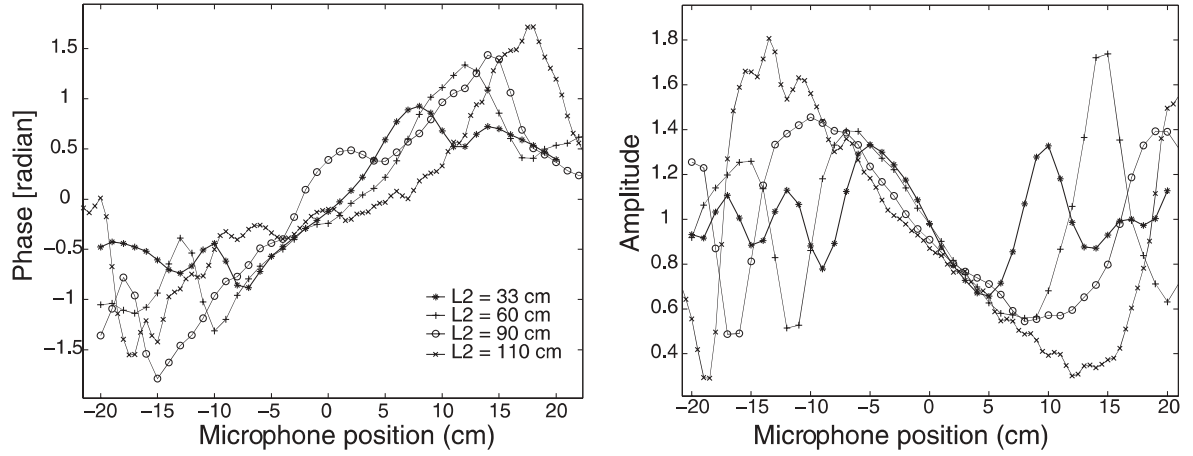 Phase [radian]
1.5
1
0.5
0
−0.5
−1
−1.5
−20 −15 −10 −5 0 5 10 15 20
Microphone position (cm)
L2 = 33 cm
L2 = 60 cm
L2 = 90 cm
L2 = 110 cm
Amplitude
1.8
1.6
1.4
1.2
1.0
0.8
0.6
0.4
−20 −15 −10 −5 0 5 10 15 20
Microphone position (cm)